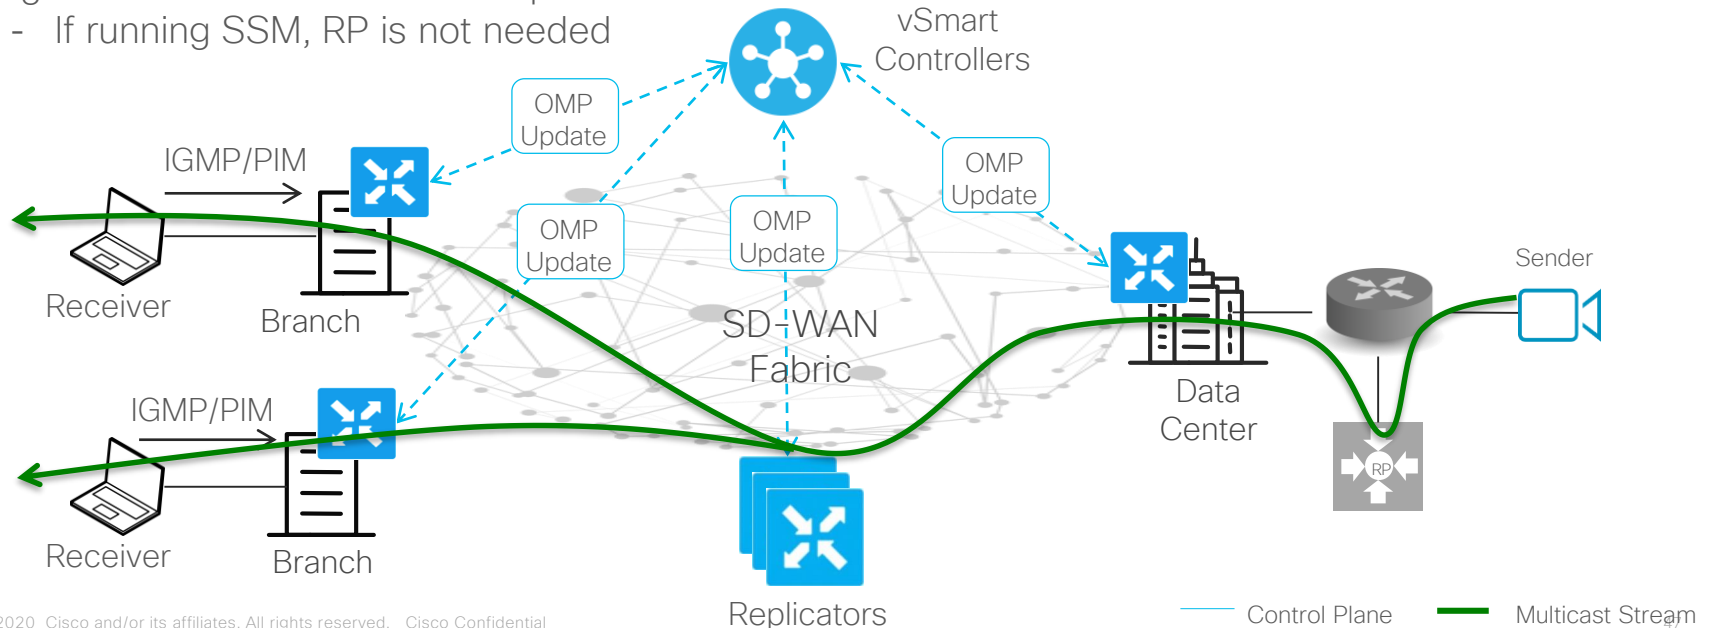 - If running SSM, RP is not needed
vSmart
Controllers
OMP
Update
IGMP/PIM
OMP
Update
OMP
Update
OMP
Update
Receiver
Branch
SD-WAN
Fabric
Sender
Data
Center
RP
IGMP/PIM
Receiver
Branch
Replicators
2020 Cisco and/or its affiliates. All rights reserved. Cisco Confidential
Control Plane
Multicast Stream
47